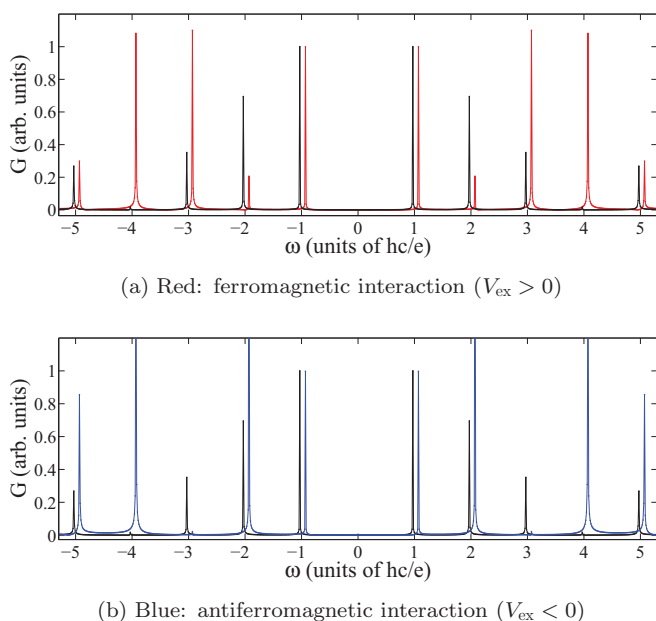 G (arb. units)
1
0.8
0.6
0.4
0.2
0
−5 −4 −3 −2 −1 0 1 2 3 4 5
ω (units of hc/e)
(a) Red: ferromagnetic interaction (Vex > 0)
G (arb. units)
1
0.8
0.6
0.4
0.2
0
−5 −4 −3 −2 −1 0 1 2 3 4 5
ω (units of hc/e)
(b) Blue: antiferromagnetic interaction (Vex < 0)